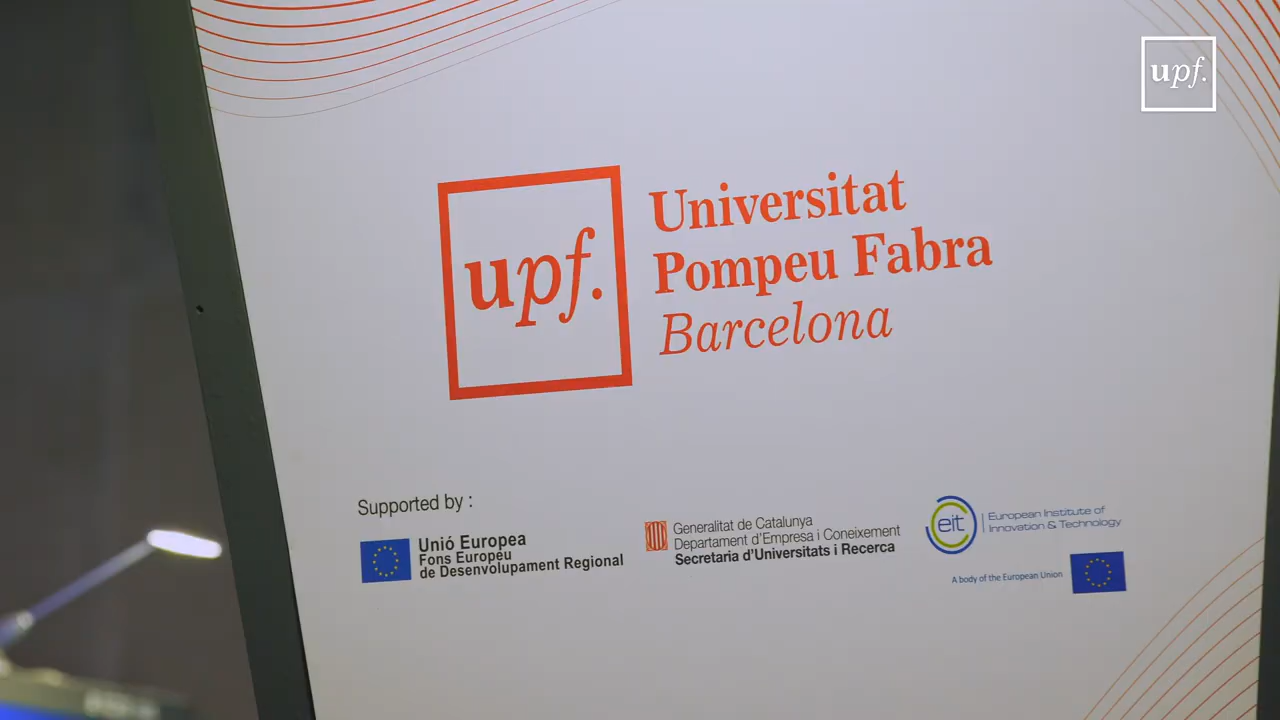 upf.
upf.
Universitat
Pompeu Fabra
Barcelona
Supported by :
Unió Europea
Fons Europeu
de Desenvolupament Regional
Generalitat de Catalunya
Departament d'Empresa i Coneixement
Secretaria d'Universitats i Recerca
eit
European Institute of
Innovation & Technology
A body of the European Union